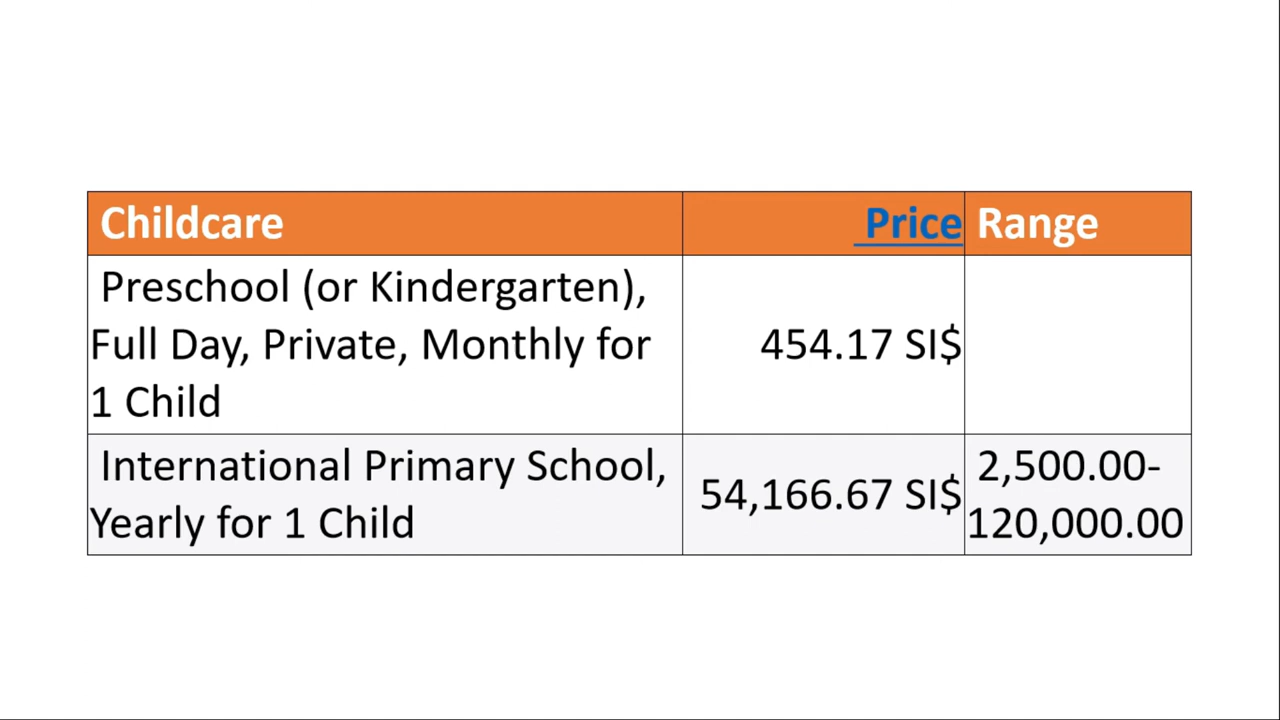 Childcare Price Range
Preschool (or Kindergarten),
Full Day, Private, Monthly for
1 Child
454.17 SI$
International Primary School,
Yearly for 1 Child
54,166.67 SI$
2,500.00-
120,000.00